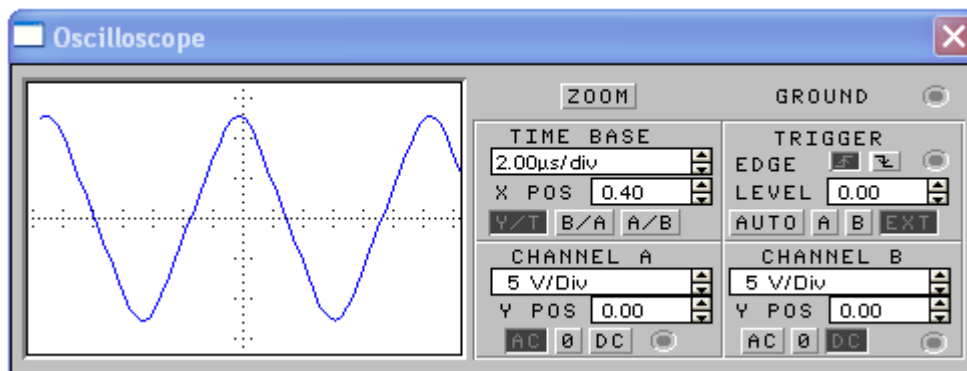 Oscilloscope
ZOOM
GROUND
TIME BASE
2.00µs/div
X POS 0.40
Y/T B/A A/B
TRIGGER
EDGE
LEVEL 0.00
AUTO A B EXT
CHANNEL A
5 V/Div
Y POS 0.00
AC 0 DC
CHANNEL B
5 V/Div
Y POS 0.00
AC 0 DC